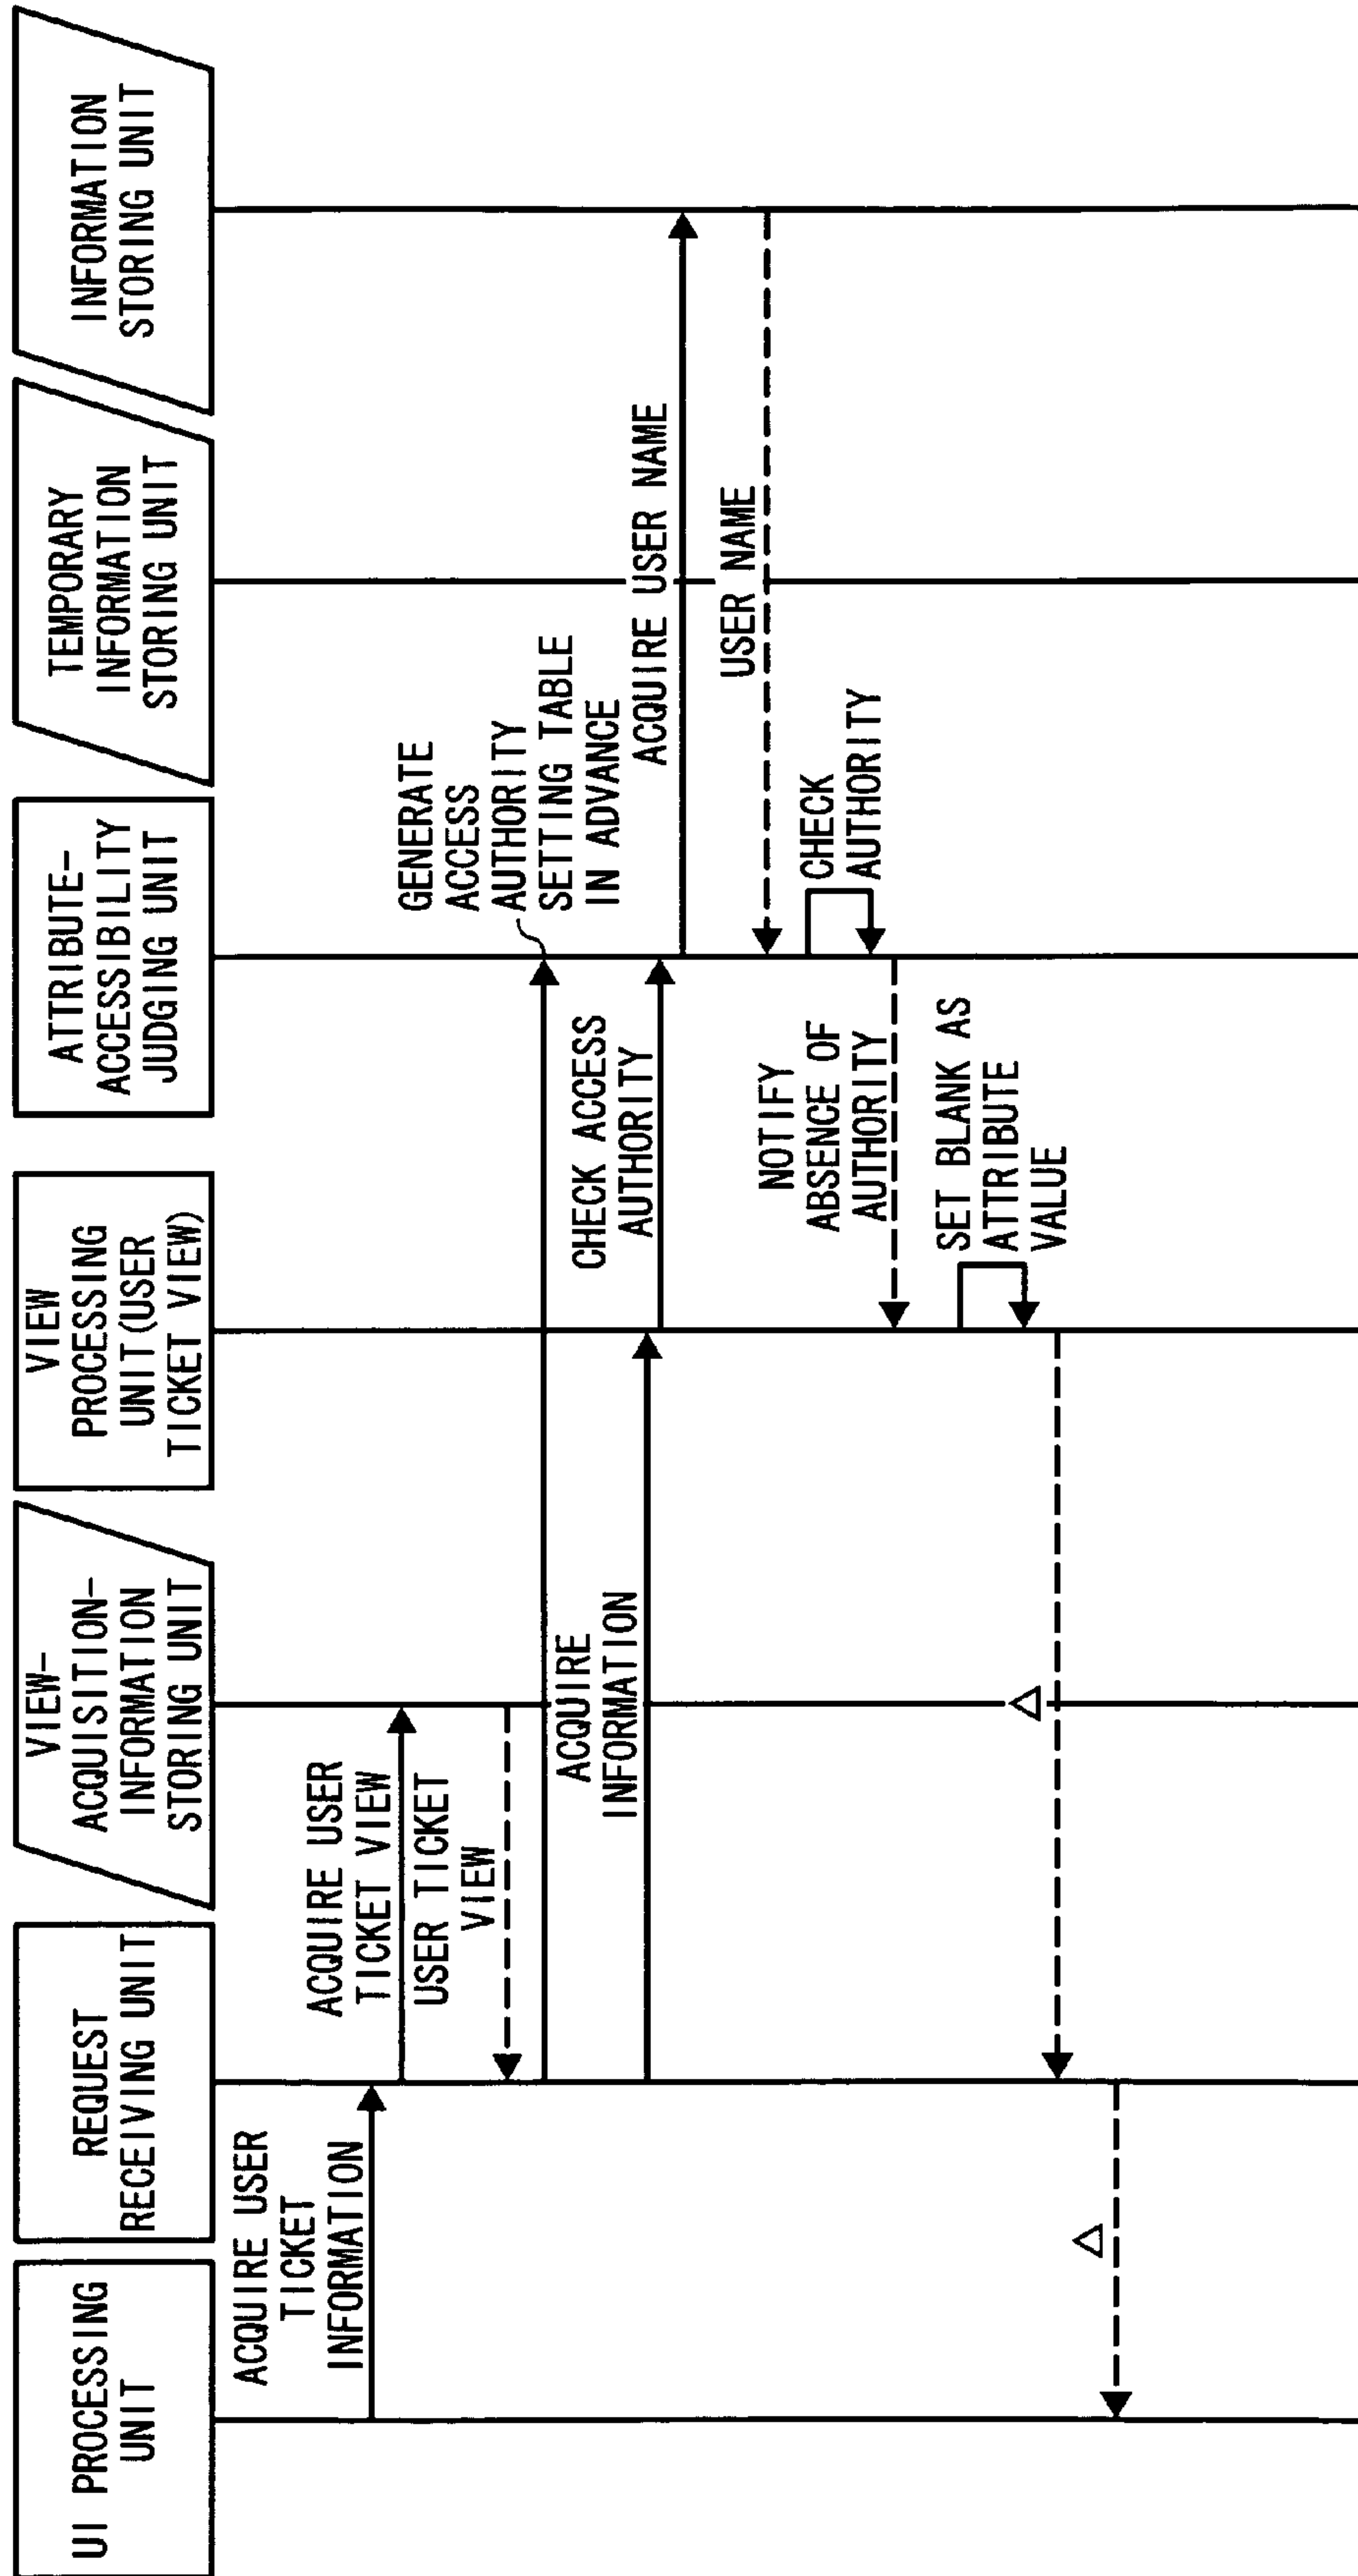 UI PROCESSING
UNIT
REQUEST
RECEIVING UNIT
VIEW-
ACQUISITION-
INFORMATION
STORING UNIT
VIEW
PROCESSING
UNIT(USER
TICKET VIEW)
ATTRIBUTE-
ACCESSIBILITY
JUDGING UNIT
TEMPORARY
INFORMATION
STORING UNIT
INFORMATION
STORING UNIT
ACQUIRE USER
TICKET
INFORMATION
ACQUIRE USER
TICKET VIEW
USER TICKET
VIEW
GENERATE
ACCESS
AUTHORITY
SETTING TABLE
IN ADVANCE
ACQUIRE
INFORMATION
CHECK ACCESS
AUTHORITY
ACQUIRE USER NAME
USER NAME
CHECK
AUTHORITY
NOTIFY
ABSENCE OF
AUTHORITY
SET BLANK AS
ATTRIBUTE
VALUE
△
△